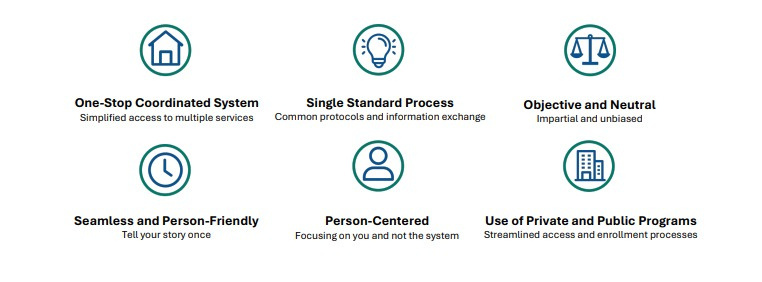 One-Stop Coordinated System
Simplified access to multiple services
Single Standard Process
Common protocols and information exchange
Objective and Neutral
Impartial and unbiased
Seamless and Person-Friendly
Tell your story once
Person-Centered
Focusing on you and not the system
Use of Private and Public Programs
Streamlined access and enrollment processes